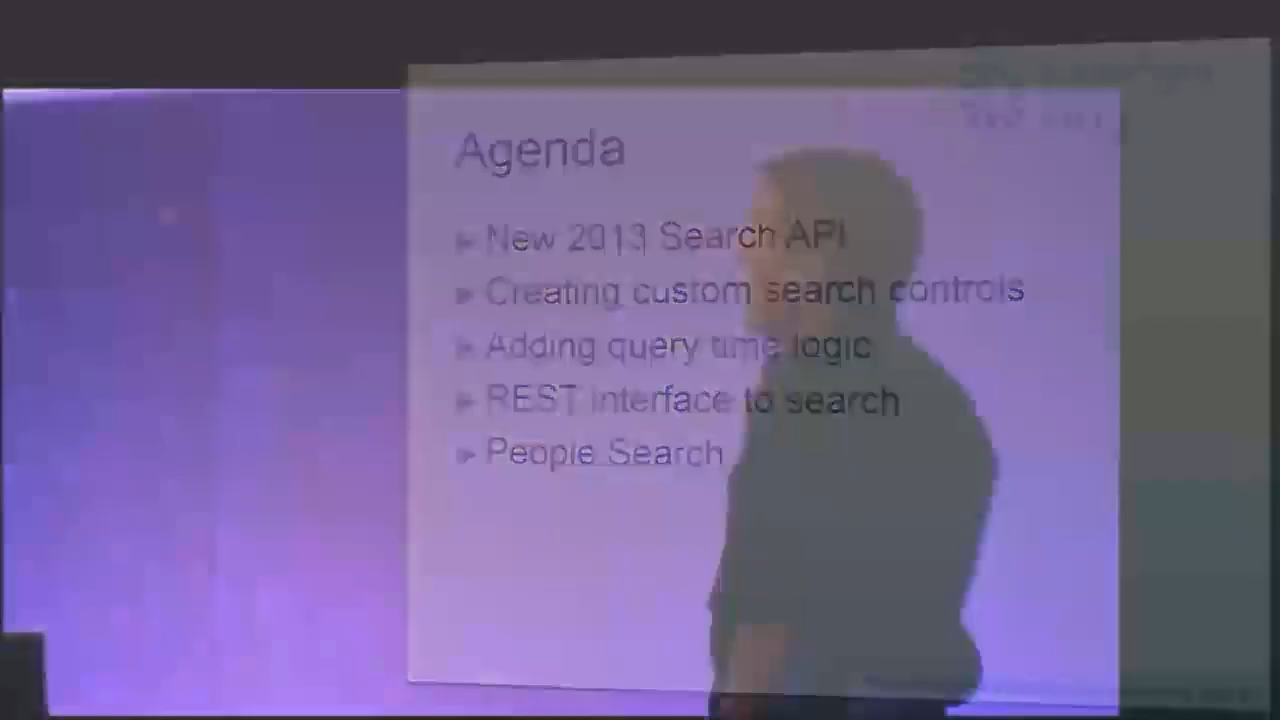 Agenda
New 2013 Search API
Creating custom search controls
Adding query time logic
REST interface to search
People Search